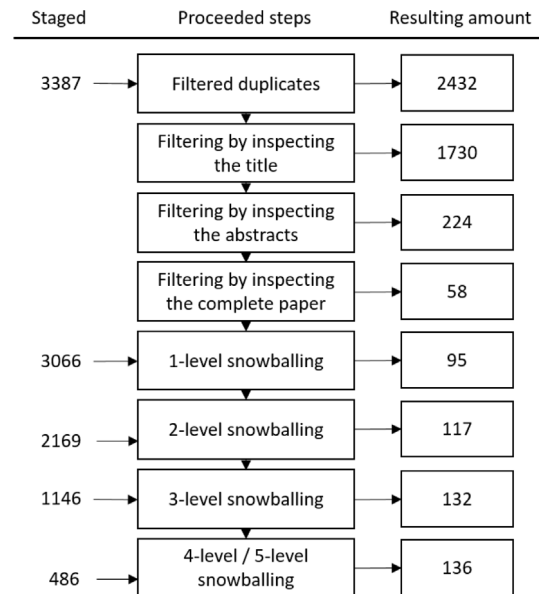 Staged Proceeded steps Resulting amount
3387 Filtered duplicates 2432
Filtering by inspecting
the title
1730
Filtering by inspecting
the abstracts
224
Filtering by inspecting
the complete paper
58
3066 1-level snowballing 95
2169 2-level snowballing 117
1146 3-level snowballing 132
486 4-level / 5-level
snowballing
136